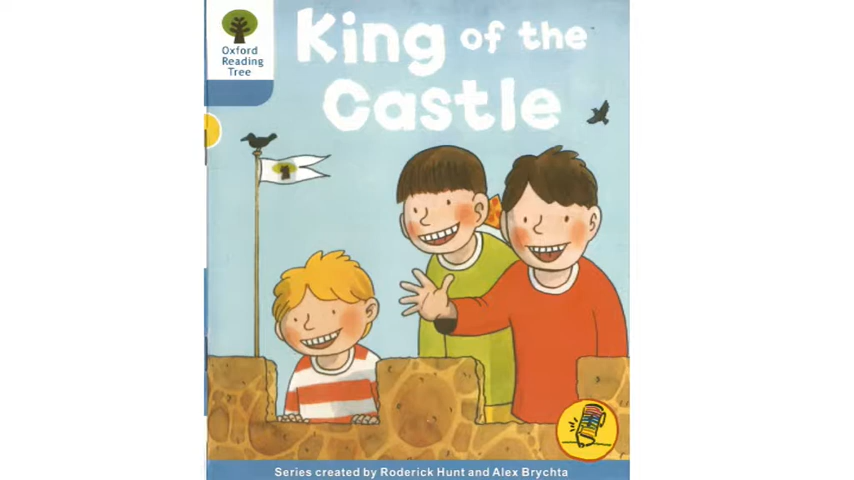 Oxford
Reading
Tree
King of the
Castle
Series created by Roderick Hunt and Alex Brychta